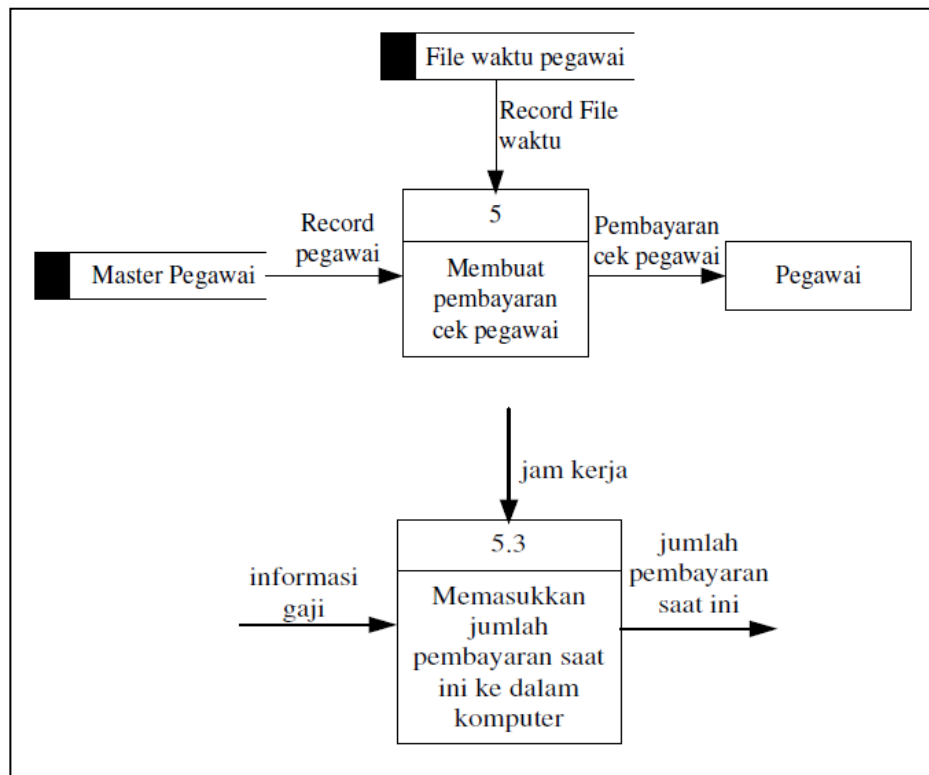 File waktu pegawai
Record File
waktu
5
Membuat
pembayaran
cek pegawai
Record
pegawai
Master Pegawai
Pembayaran
cek pegawai
Pegawai
jam kerja
5.3
Memasukkan
jumlah
pembayaran saat
ini ke dalam
komputer
informasi
gaji
jumlah
pembayaran
saat ini